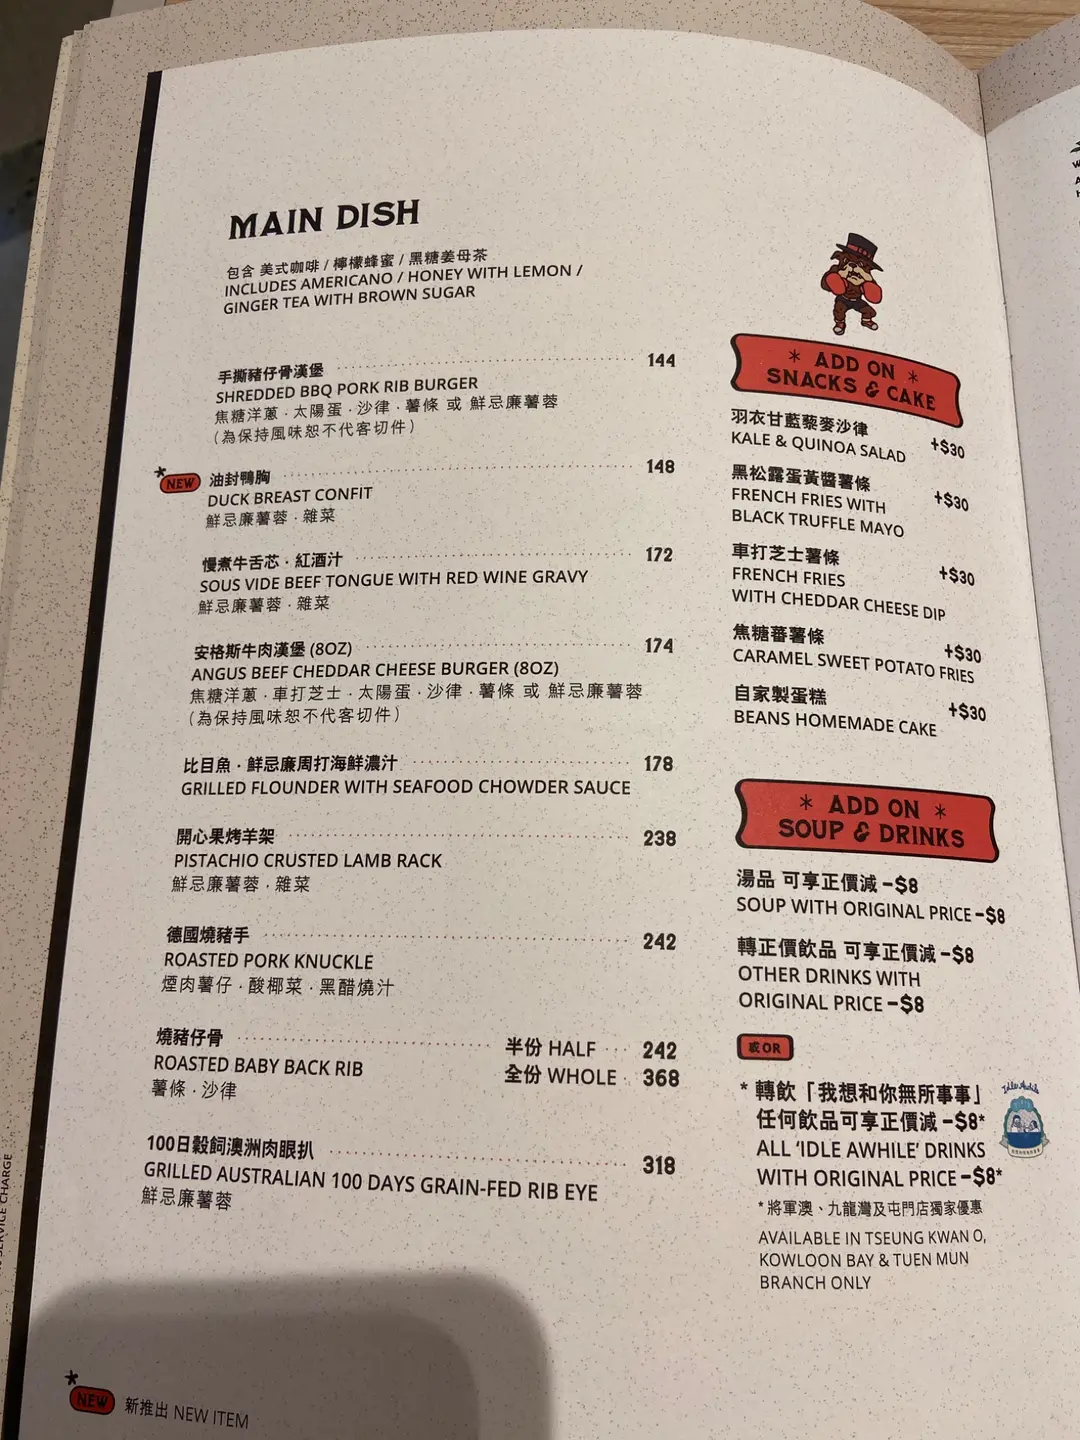 MAIN DISH
包含 美式咖啡 / 檸檬蜂蜜 / 黑糖姜母茶
INCLUDES AMERICANO / HONEY WITH LEMON /
GINGER TEA WITH BROWN SUGAR
手撕豬仔骨漢堡 144
SHREDDED BBQ PORK RIB BURGER
焦糖洋蔥 · 太陽蛋 · 沙律 · 薯條 或 鮮忌廉薯蓉
(為保持風味恕不代客切件)
NEW 油封鴨胸 148
DUCK BREAST CONFIT
鮮忌廉薯蓉 · 雜菜
慢煮牛舌芯 · 紅酒汁 172
SOUS VIDE BEEF TONGUE WITH RED WINE GRAVY
鮮忌廉薯蓉 · 雜菜
安格斯牛肉漢堡 (8OZ) 174
ANGUS BEEF CHEDDAR CHEESE BURGER (8OZ)
焦糖洋蔥 · 車打芝士 · 太陽蛋 · 沙律 · 薯條 或 鮮忌廉薯蓉
(為保持風味恕不代客切件)
比目魚 · 鮮忌廉周打海鮮濃汁 178
GRILLED FLOUNDER WITH SEAFOOD CHOWDER SAUCE
開心果烤羊架 238
PISTACHIO CRUSTED LAMB RACK
鮮忌廉薯蓉 · 雜菜
德國燒豬手 242
ROASTED PORK KNUCKLE
煙肉薯仔 · 酸椰菜 · 黑醋燒汁
燒豬仔骨 半份 HALF 242
ROASTED BABY BACK RIB 全份 WHOLE 368
薯條 · 沙律
100日穀飼澳洲肉眼扒 318
GRILLED AUSTRALIAN 100 DAYS GRAIN-FED RIB EYE
鮮忌廉薯蓉
* NEW 新推出 NEW ITEM
* ADD ON *
SNACKS & CAKE
羽衣甘藍藜麥沙律 +$30
KALE & QUINOA SALAD
黑松露蛋黃醬薯條 +$30
FRENCH FRIES WITH
BLACK TRUFFLE MAYO
車打芝士薯條 +$30
FRENCH FRIES
WITH CHEDDAR CHEESE DIP
焦糖蕃薯條 +$30
CARAMEL SWEET POTATO FRIES
自家製蛋糕 +$30
BEANS HOMEMADE CAKE
* ADD ON *
SOUP & DRINKS
湯品 可享正價減 -$8
SOUP WITH ORIGINAL PRICE -$8
轉正價飲品 可享正價減 -$8
OTHER DRINKS WITH
ORIGINAL PRICE -$8
或 OR
* 轉飲「我想和你無所事事」
任何飲品可享正價減 -$8*
ALL ‘IDLE AWHILE’ DRINKS
WITH ORIGINAL PRICE -$8*
* 將軍澳、九龍灣及屯門店獨家優惠
AVAILABLE IN TSEUNG KWAN O,
KOWLOON BAY & TUEN MUN
BRANCH ONLY
Idle Awhile
SERVICE CHARGE